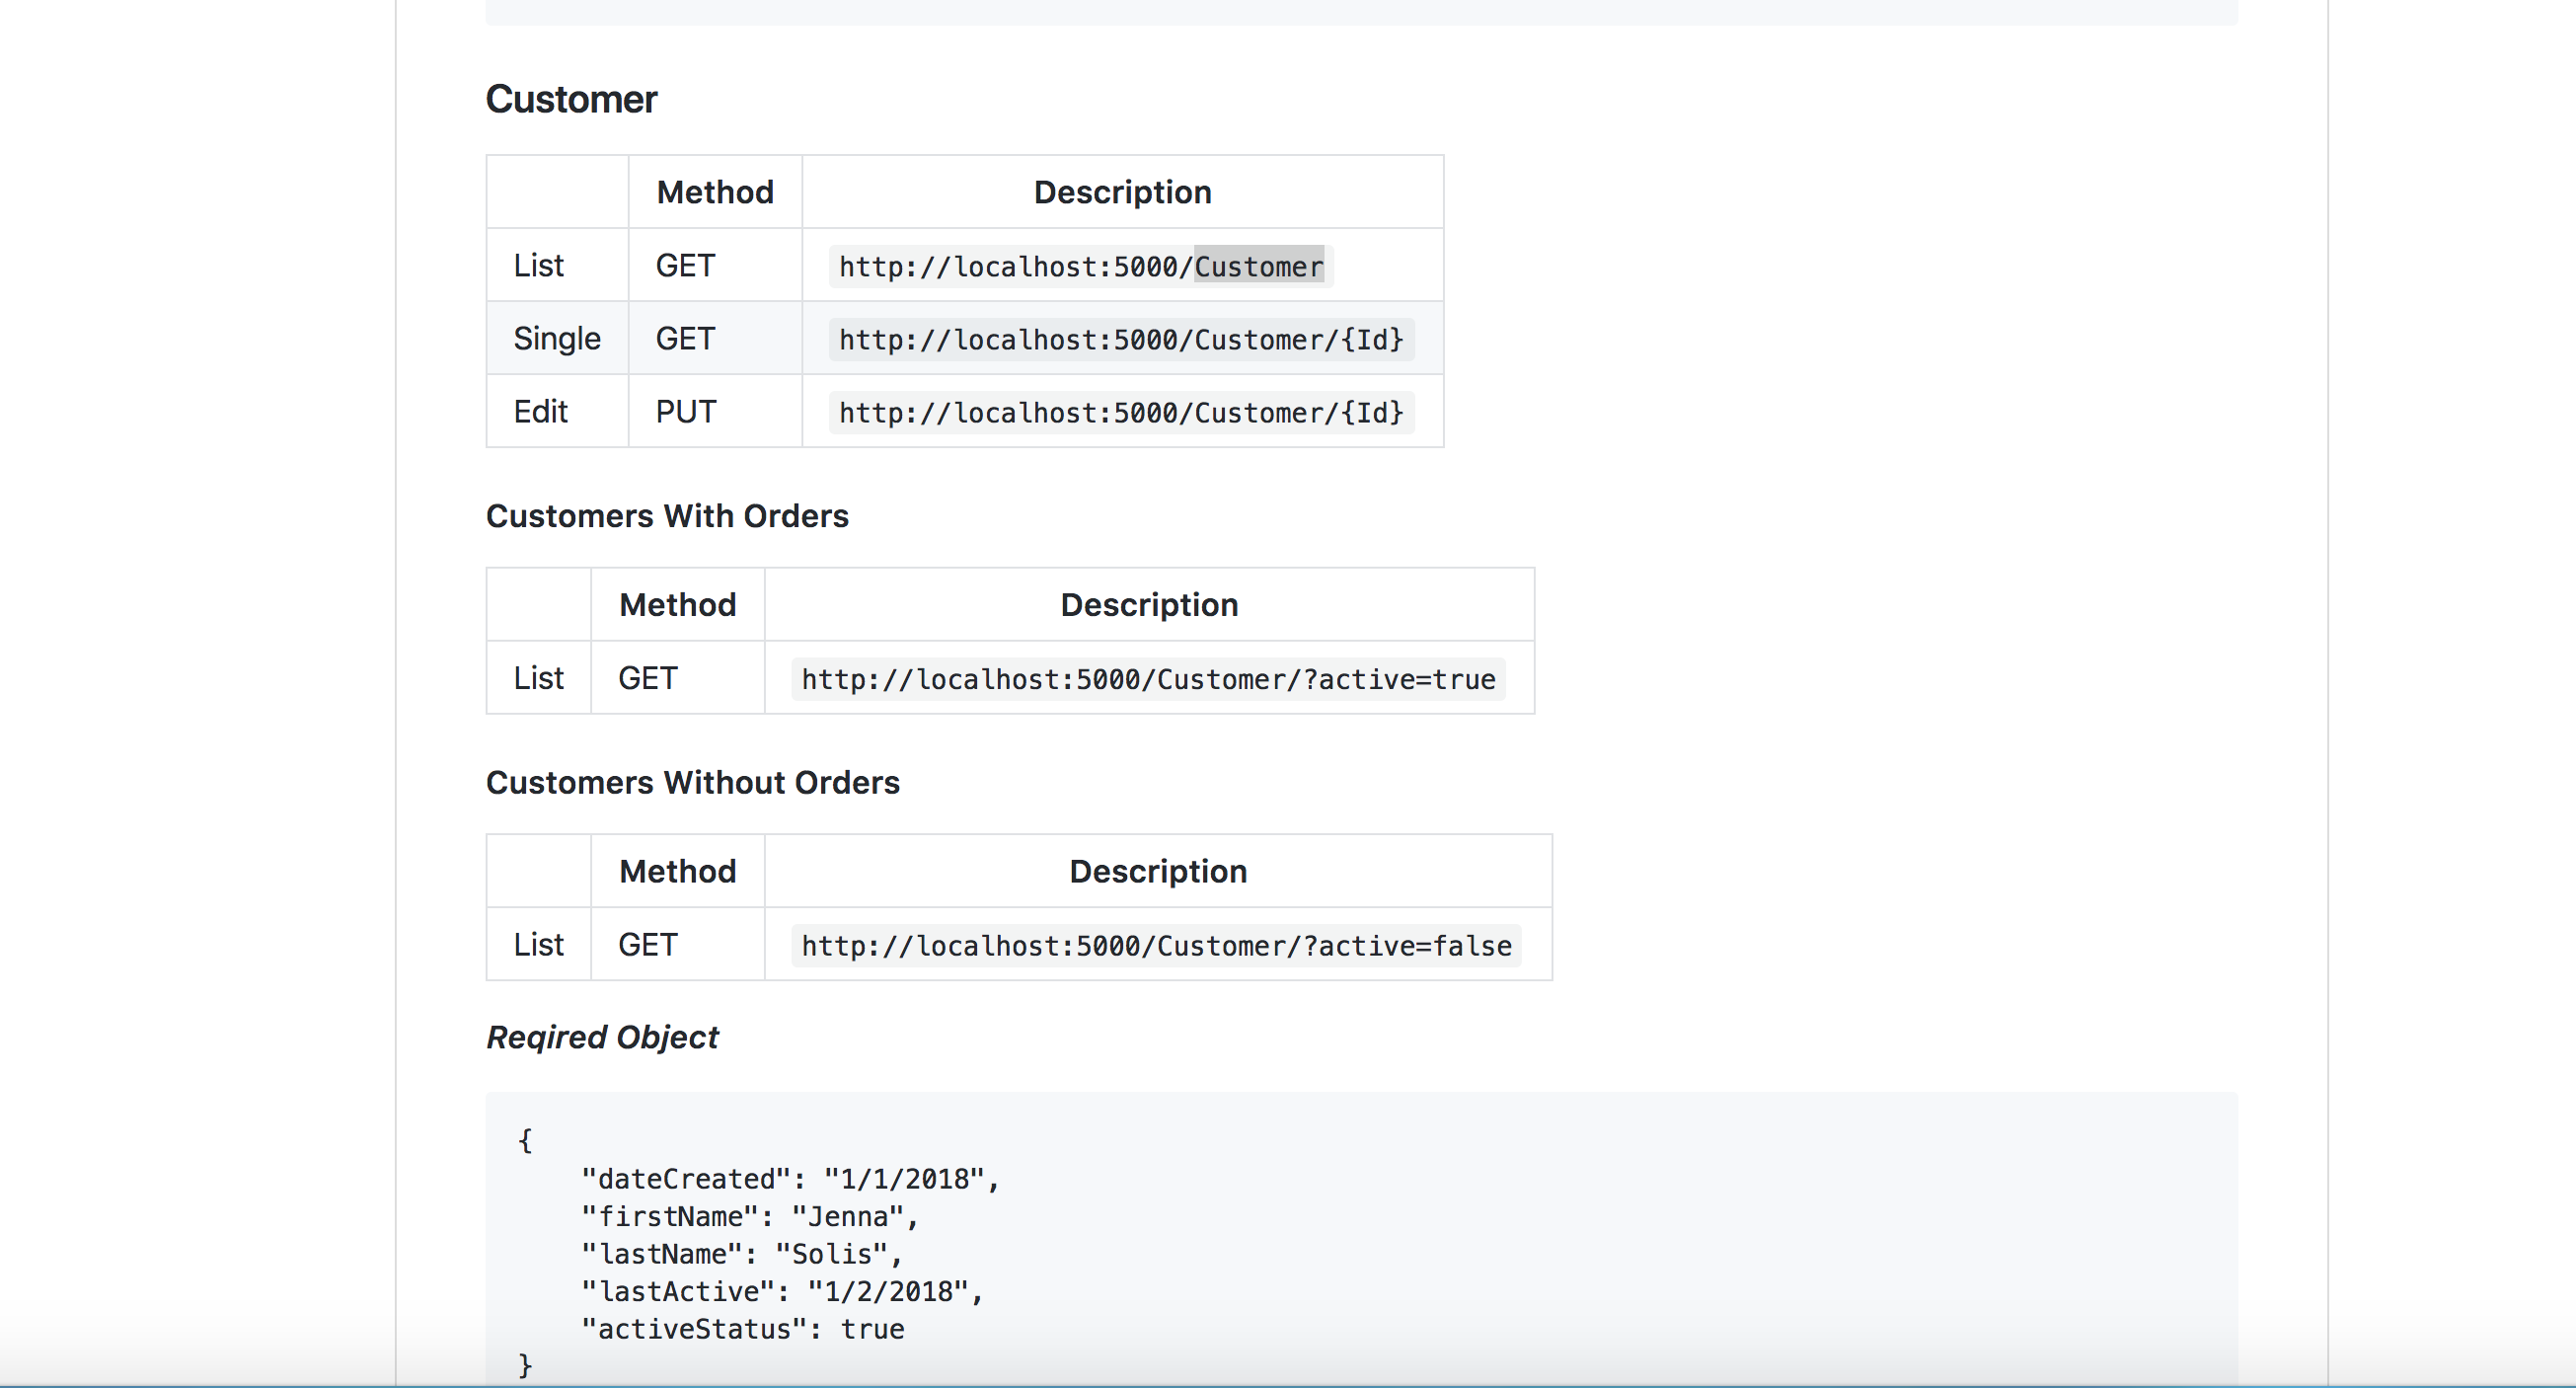 Customer
Method Description
List GET http://localhost:5000/Customer
Single GET http://localhost:5000/Customer/{Id}
Edit PUT http://localhost:5000/Customer/{Id}
Customers With Orders
Method Description
List GET http://localhost:5000/Customer/?active=true
Customers Without Orders
Method Description
List GET http://localhost:5000/Customer/?active=false
Reqired Object
{
    "dateCreated": "1/1/2018",
    "firstName": "Jenna",
    "lastName": "Solis",
    "lastActive": "1/2/2018",
    "activeStatus": true
}